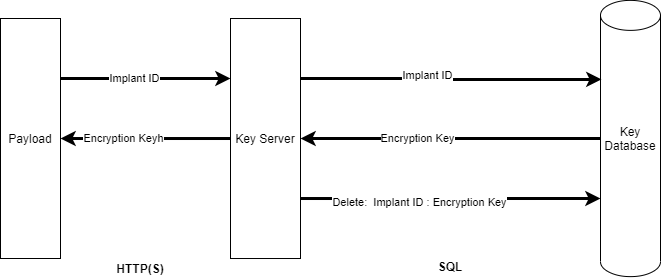 Implant ID
Implant ID
Payload
Encryption Keyh
Key Server
Encryption Key
Key
Database
Delete: Implant ID : Encryption Key
HTTP(S)
SQL